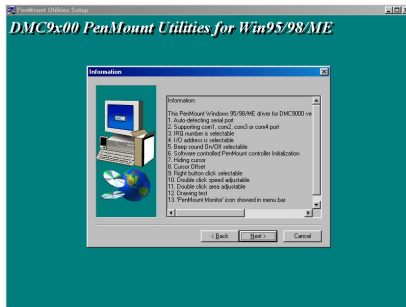 PenMount Utilities Setup
DMC9x00 PenMount Utilities for Win95/98/ME
Information
Information:
This PenMount Windows 95/98/ME driver for DMC9000 ve
1. Auto-detecting serial port
2. Supporting com1, com2, com3 or com4 port
3. IRQ number is selectable
4. I/O address is selectable
5. Beep sound On/Off selectable
6. Software controlled PenMount controller Initialization
7. Hiding cursor
8. Cursor Offset
9. Right button click selectable
10. Double click speed adjustable
11. Double click area adjustable
12. Drawing test
13. 'PenMount Monitor' icon showed in menu bar
< Back
Next >
Cancel